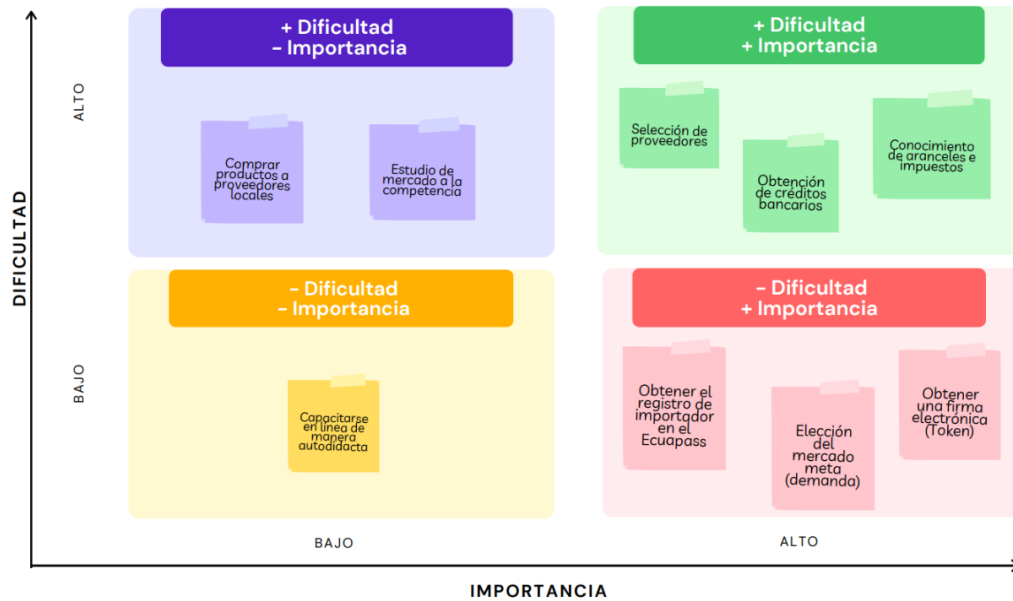 + Dificultad
- Importancia
+ Dificultad
+ Importancia
ALTO
Comprar
productos a
proveedores
locales
Estudio de
mercado a la
competencia
Selección de
proveedores
Obtención
de créditos
bancarios
Conocimiento
de aranceles e
impuestos
DIFICULTAD
- Dificultad
- Importancia
- Dificultad
+ Importancia
BAJO
Capacitarse
en línea de
manera
autodidacta
Obtener el
registro de
importador
en el
Ecuapass
Elección
del
mercado
meta
(demanda)
Obtener
una firma
electrónica
(Token)
BAJO
ALTO
IMPORTANCIA